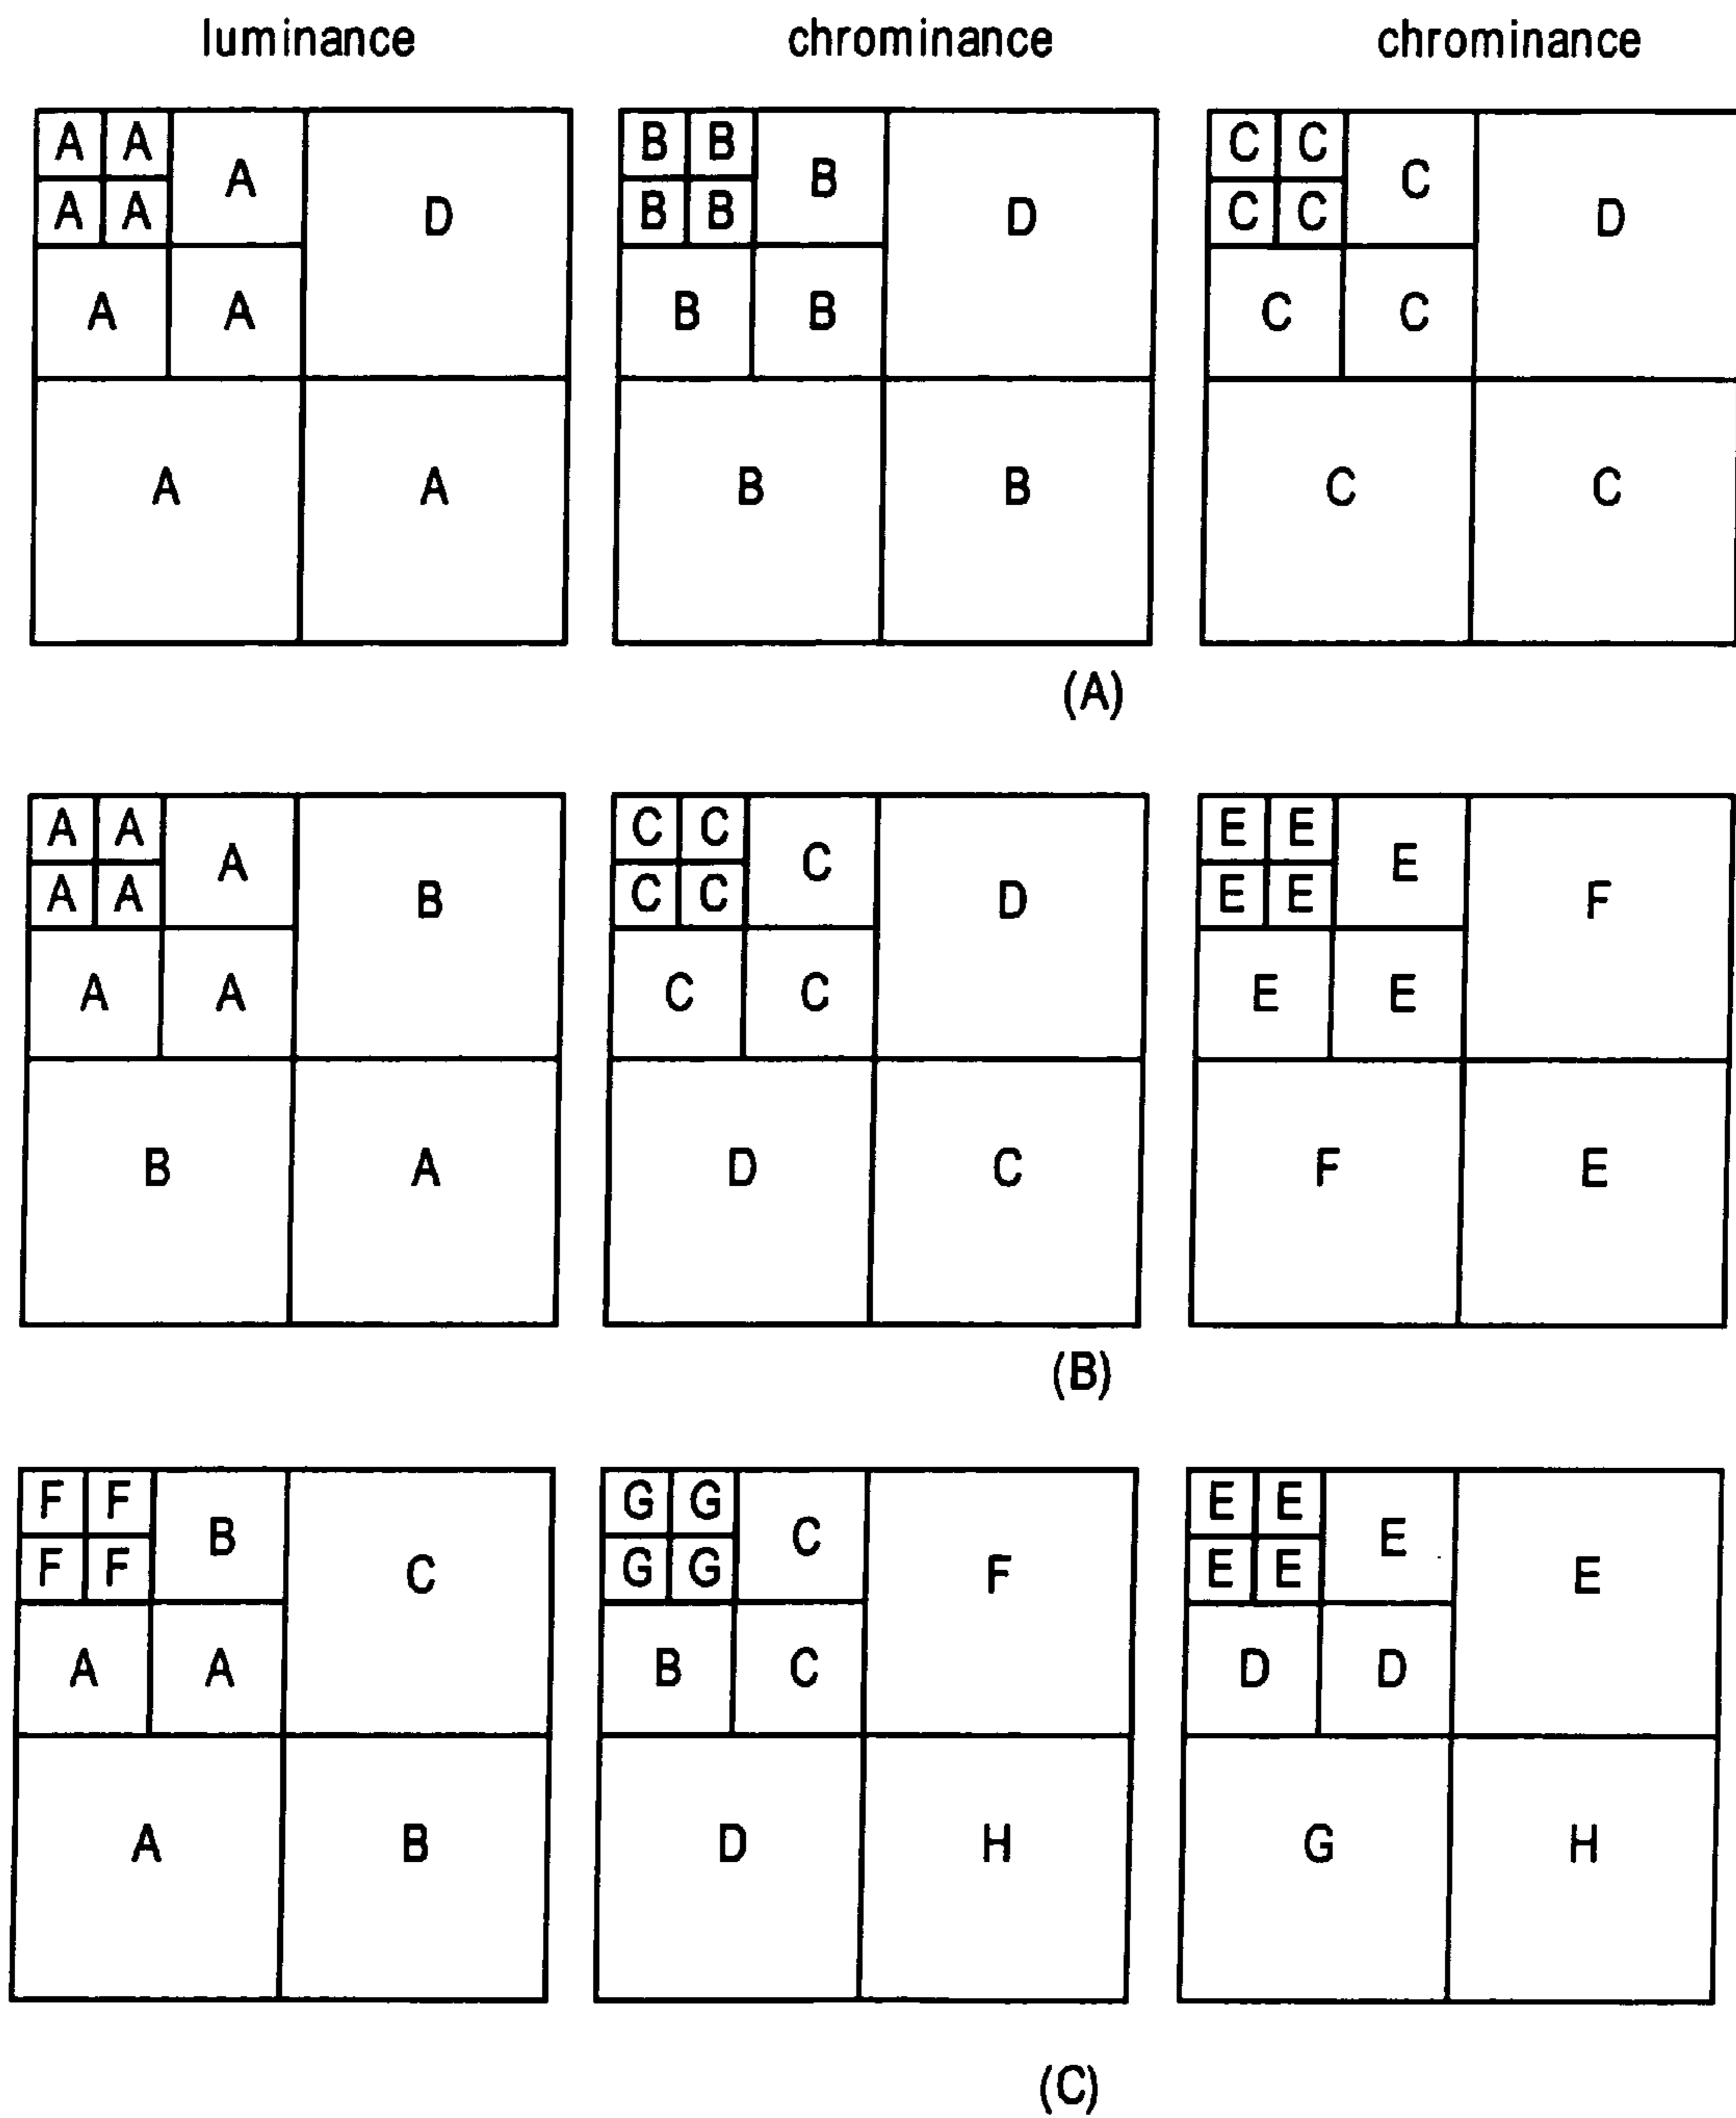 luminance chrominance chrominance
A A A D B B B D C C C D
A A B B C C
A A B B C C
A A B B C C
(A)
A A A B C C C D E E E F
A A C C E E
A A C C E E
B A D C F E
(B)
F F B C G G C F E E E E
F F G G E E
A A B C D D
A B D H G H
(C)